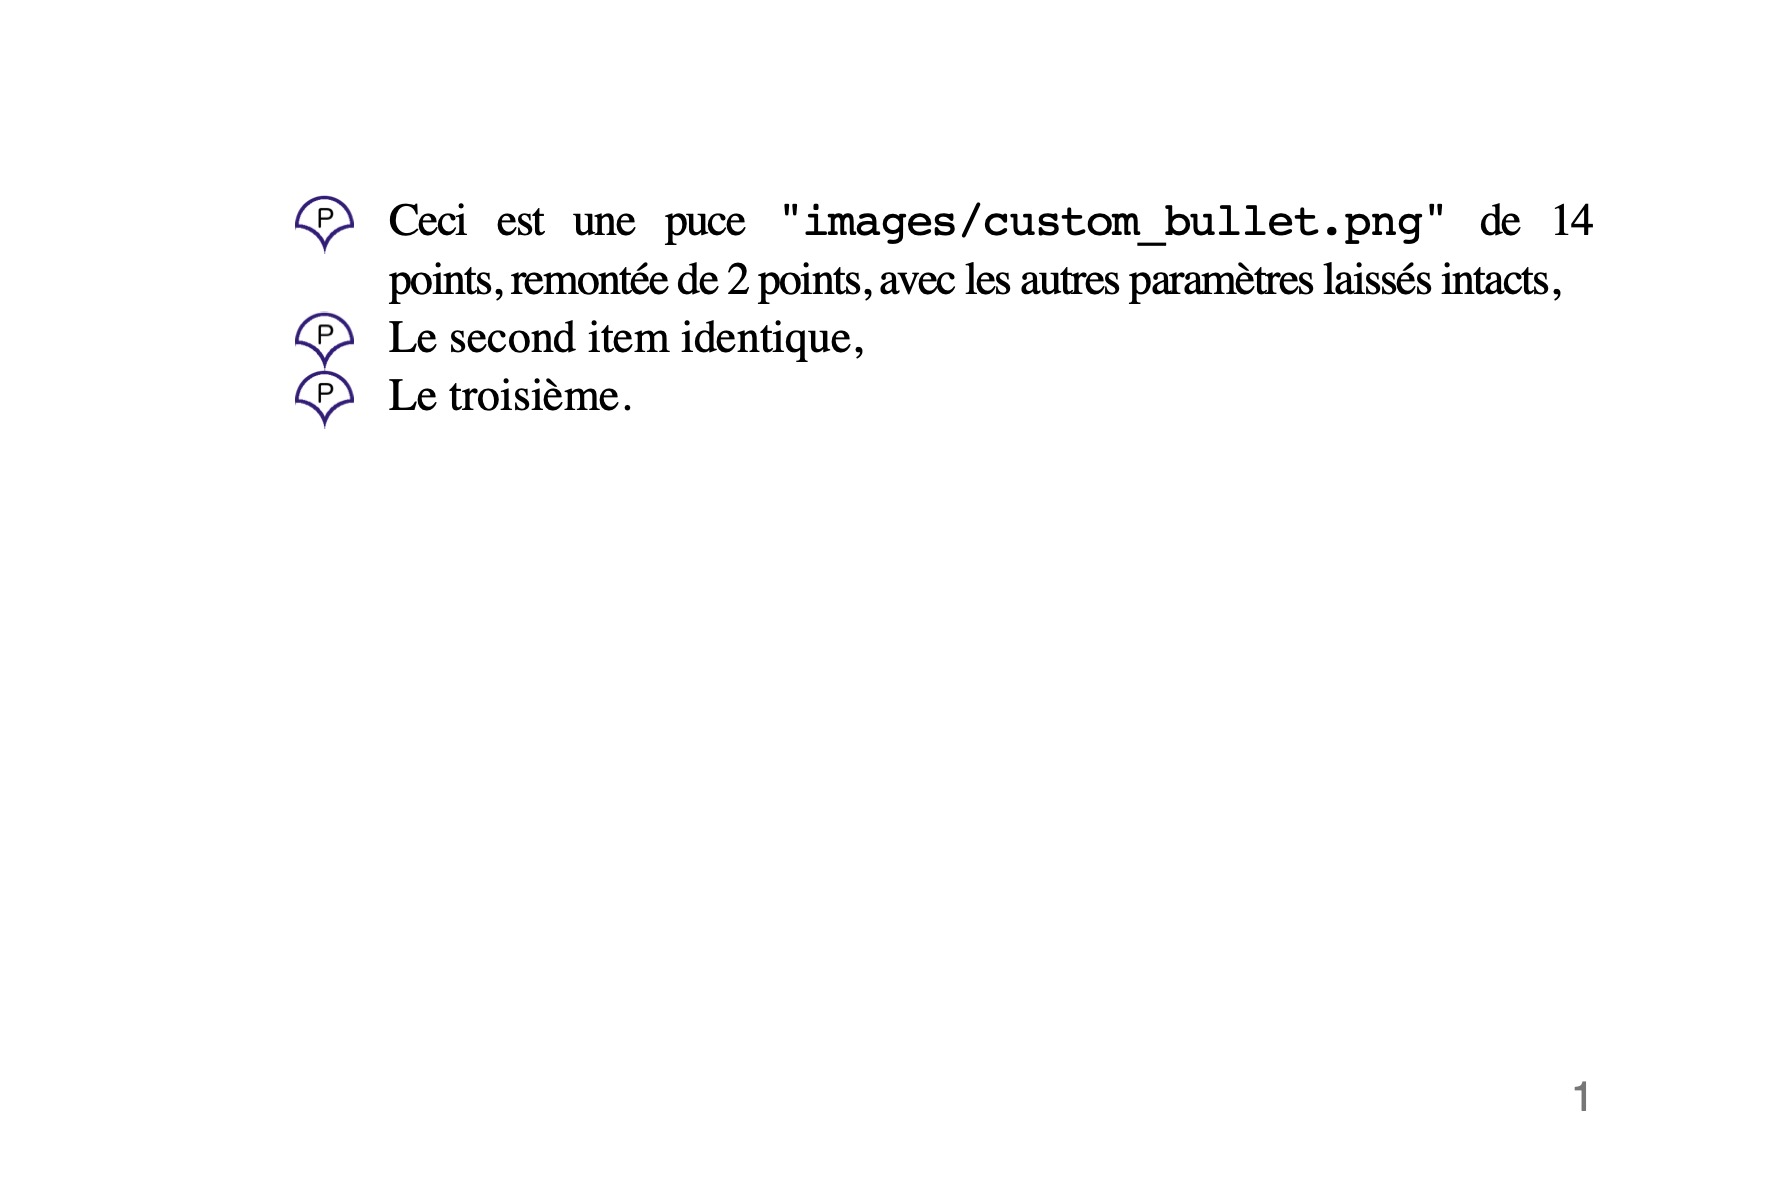 P Ceci est une puce "images/custom_bullet.png" de 14
points, remontée de 2 points, avec les autres paramètres laissés intacts,
P Le second item identique,
P Le troisième.
1